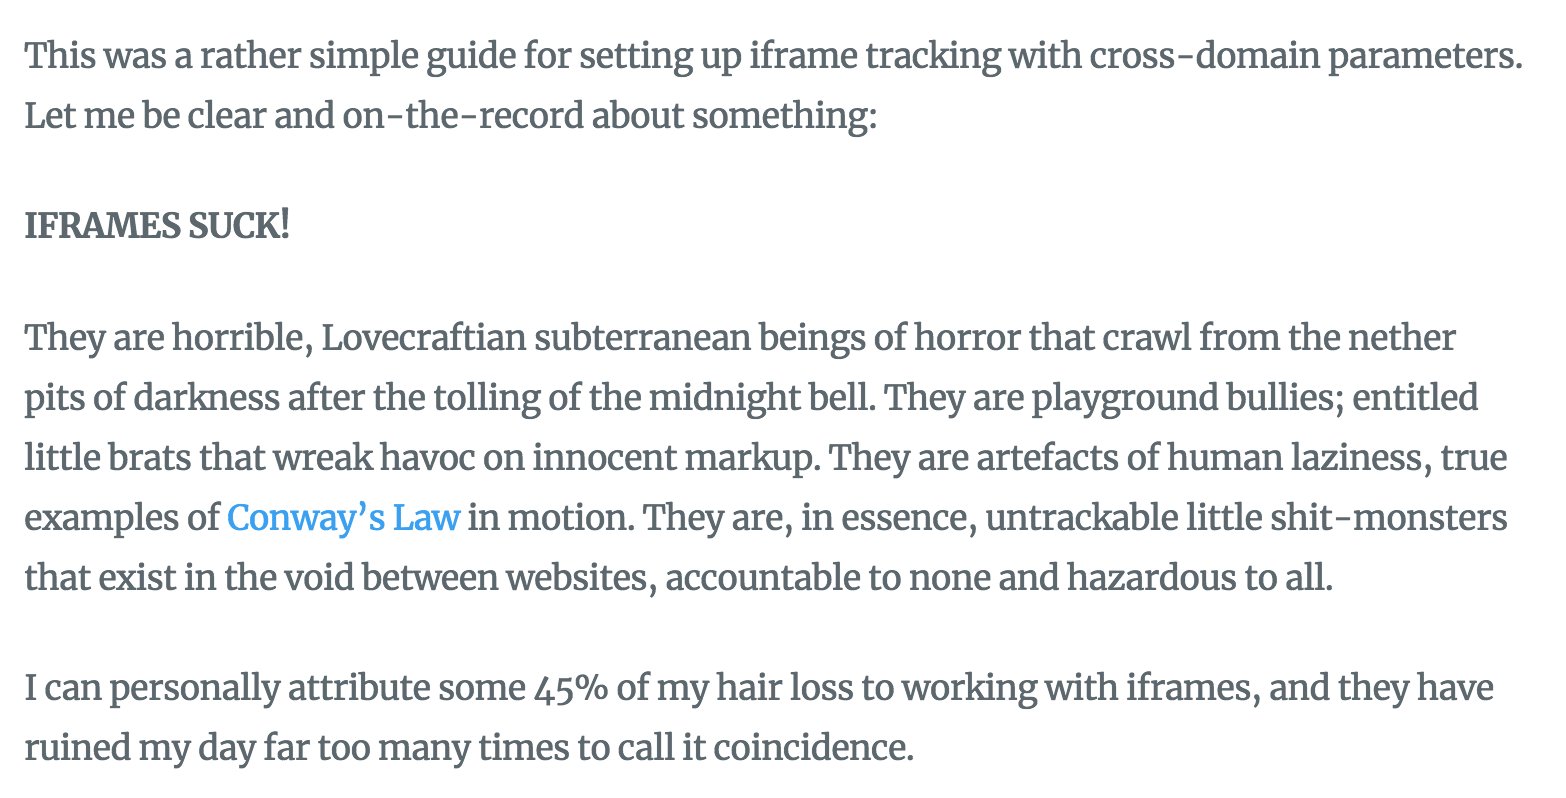 This was a rather simple guide for setting up iframe tracking with cross-domain parameters.
Let me be clear and on-the-record about something:
IFRAMES SUCK!
They are horrible, Lovecraftian subterranean beings of horror that crawl from the nether
pits of darkness after the tolling of the midnight bell. They are playground bullies; entitled
little brats that wreak havoc on innocent markup. They are artefacts of human laziness, true
examples of Conway’s Law in motion. They are, in essence, untrackable little shit-monsters
that exist in the void between websites, accountable to none and hazardous to all.
I can personally attribute some 45% of my hair loss to working with iframes, and they have
ruined my day far too many times to call it coincidence.